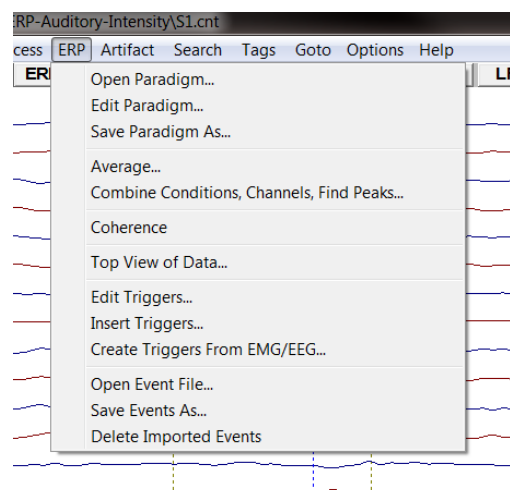 ERP-Auditory-Intensity\S1.cnt
cess ERP Artifact Search Tags Goto Options Help
ER
Open Paradigm...
Edit Paradigm...
Save Paradigm As...
Average...
Combine Conditions, Channels, Find Peaks...
Coherence
Top View of Data...
Edit Triggers...
Insert Triggers...
Create Triggers From EMG/EEG...
Open Event File...
Save Events As...
Delete Imported Events